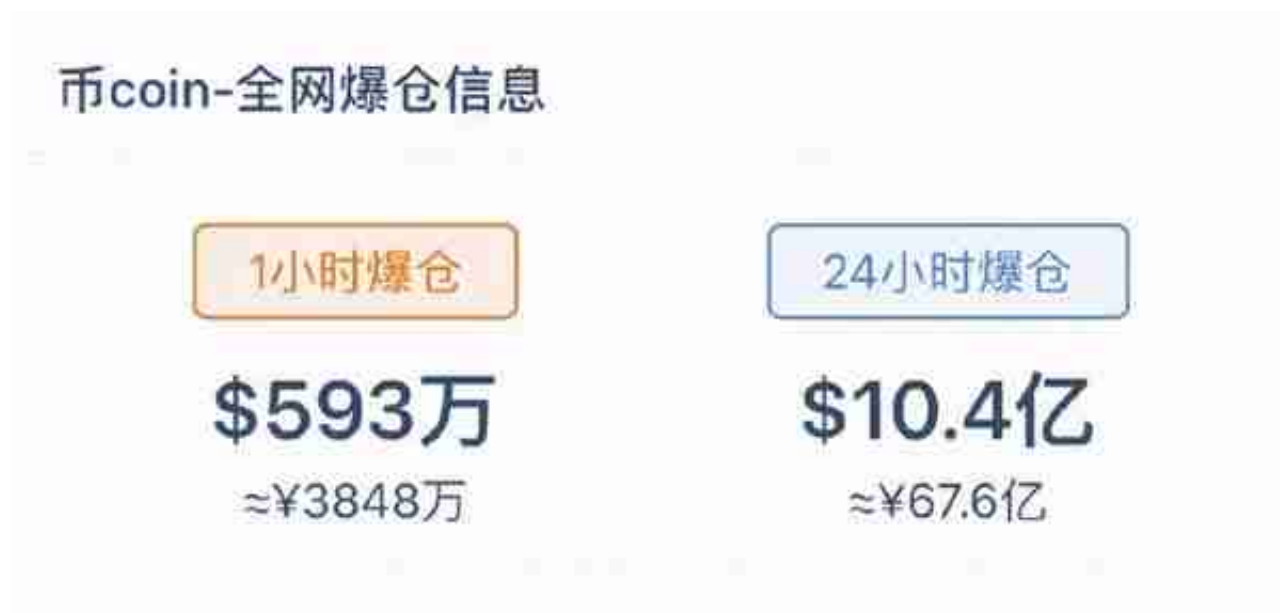 币coin-全网爆仓信息
1小时爆仓
24小时爆仓
$593万
$10.4亿
≈¥3848万
≈¥67.6亿